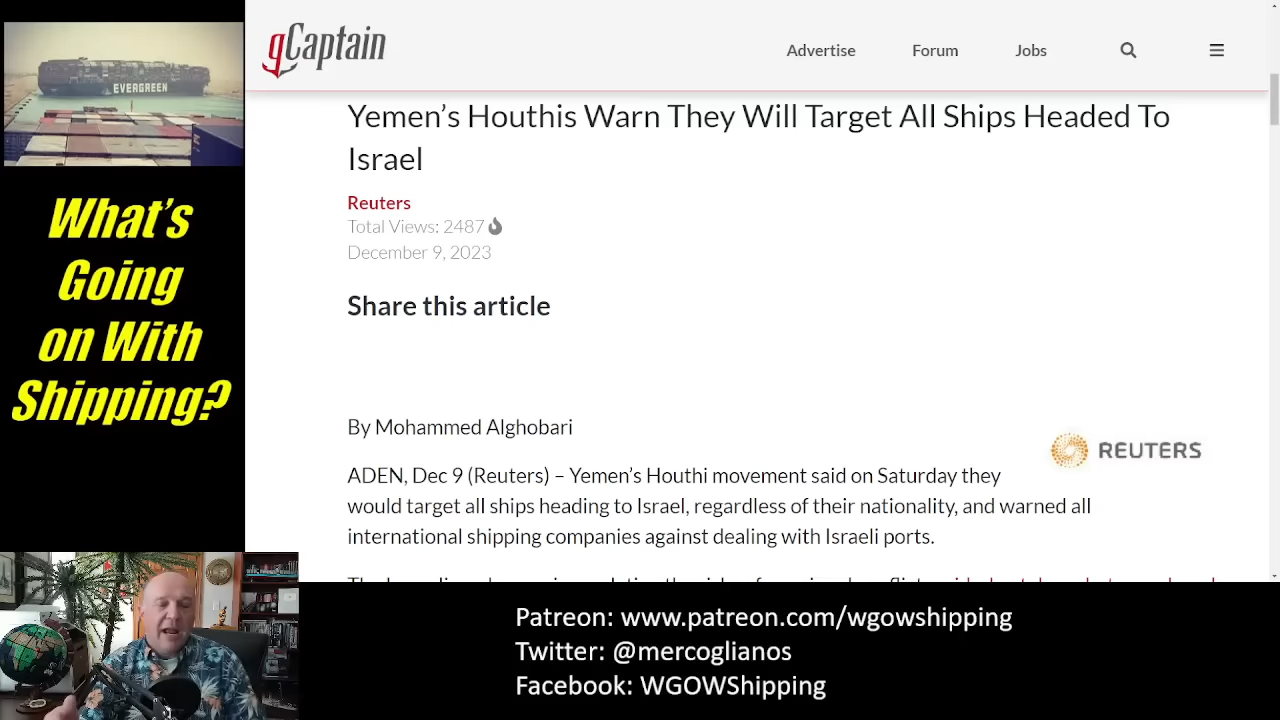 gCaptain
Advertise
Forum
Jobs
EVERGREEN
What's
Going
on With
Shipping?
Yemen's Houthis Warn They Will Target All Ships Headed To
Israel
Reuters
Total Views: 2487
December 9, 2023
Share this article
By Mohammed Alghobari
REUTERS
ADEN, Dec 9 (Reuters) – Yemen's Houthi movement said on Saturday they
would target all ships heading to Israel, regardless of their nationality, and warned all
international shipping companies against dealing with Israeli ports.
Patreon: www.patreon.com/wgowshipping
Twitter: @mercoglianos
Facebook: WGOWShipping